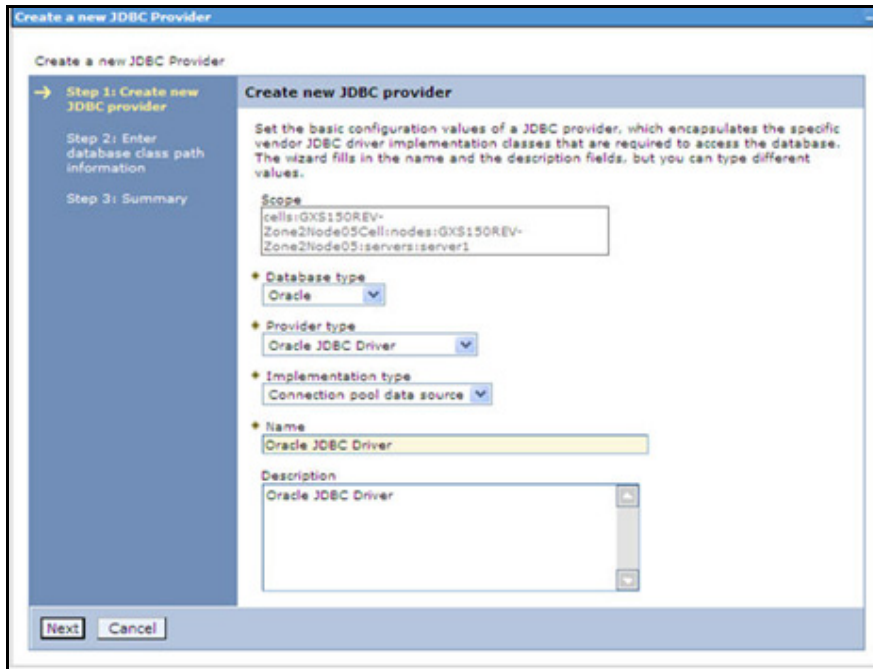 Create a new JDBC Provider
Create a new JDBC Provider
Step 1: Create new
JDBC provider
Step 2: Enter
database class path
information
Step 3: Summary
Create new JDBC provider
Set the basic configuration values of a JDBC provider, which encapsulates the specific
vendor JDBC driver implementation classes that are required to access the database.
The wizard fills in the name and the description fields, but you can type different
values.
Scope
cells:GXS150REV-
Zone2Node05Cell:nodes:GXS150REV-
Zone2Node05:servers:server1
Database type
Oracle
Provider type
Oracle JDBC Driver
Implementation type
Connection pool data source
Name
Oracle JDBC Driver
Description
Oracle JDBC Driver
Next Cancel